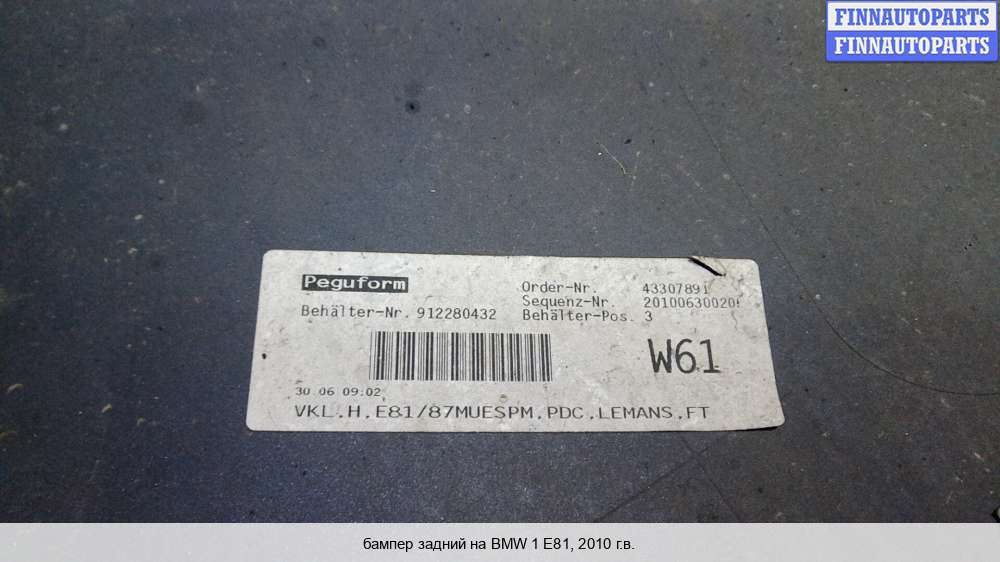 FINNAUTOPARTS
FINNAUTOPARTS
Peguform
Order-Nr. 43307891
Sequenz-Nr. 20100630020
Behälter-Nr. 912280432 Behälter-Pos. 3
W61
30 06 09:02
VKL.H.E81/87MUESPM.PDC.LEMANS.FT
бампер задний на BMW 1 E81, 2010 г.в.